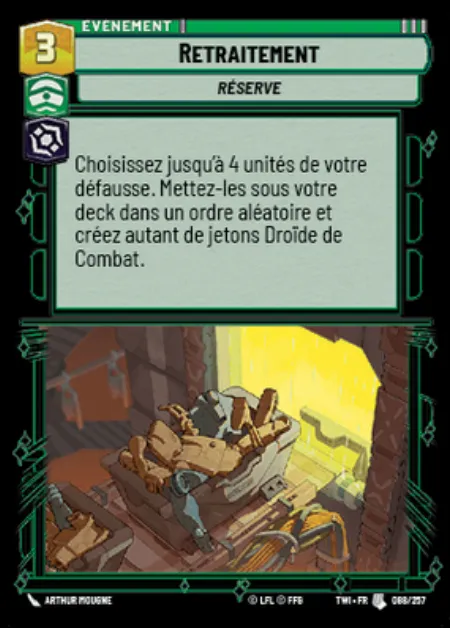 ÉVÉNEMENT
3
RETRAITEMENT
RÉSERVE
Choisissez jusqu'à 4 unités de votre
défausse. Mettez-les sous votre
deck dans un ordre aléatoire et
créez autant de jetons Droïde de
Combat.
ARTHUR MOUGNE
© LFL © FFG
TWI • FR
088/257